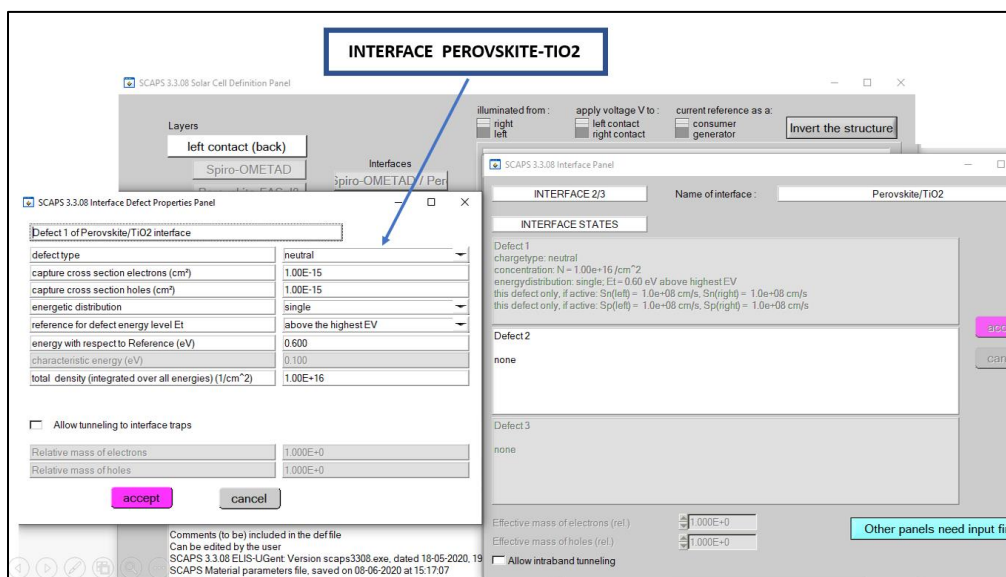 INTERFACE PEROVSKITE-TIO2
SCAPS 3.3.08 Solar Cell Definition Panel
illuminated from :
right
left
apply voltage V to :
left contact
right contact
current reference as a:
consumer
generator
Invert the structure
Layers
left contact (back)
Spiro-OMETAD
Interfaces
Spiro-OMETAD / Per
SCAPS 3.3.08 Interface Defect Properties Panel
Defect 1 of Perovskite/TiO2 interface
defect type neutral
capture cross section electrons (cm²) 1.00E-15
capture cross section holes (cm²) 1.00E-15
energetic distribution single
reference for defect energy level Et above the highest EV
energy with respect to Reference (eV) 0.600
characteristic energy (eV) 0.100
total density (integrated over all energies) (1/cm^2) 1.00E+16
Allow tunneling to interface traps
Relative mass of electrons 1.000E+0
Relative mass of holes 1.000E+0
accept cancel
SCAPS 3.3.08 Interface Panel
INTERFACE 2/3 Name of interface : Perovskite/TiO2
INTERFACE STATES
Defect 1
chargetype: neutral
concentration: N = 1.00e+16 /cm^2
energydistribution: single; Et = 0.60 eV above highest EV
this defect only, if active: Sn(left) = 1.0e+08 cm/s, Sn(right) = 1.0e+08 cm/s
this defect only, if active: Sp(left) = 1.0e+08 cm/s, Sp(right) = 1.0e+08 cm/s
acc
can
Defect 2
none
Defect 3
none
Effective mass of electrons (rel.) 1.000E+0
Effective mass of holes (rel.) 1.000E+0
Allow intraband tunneling
Other panels need input fi
Comments (to be) included in the def file
Can be edited by the user
SCAPS 3.3.08 ELIS-UGent: Version scaps3308.exe, dated 18-05-2020, 19
SCAPS Material parameters file, saved on 08-06-2020 at 15:17:07